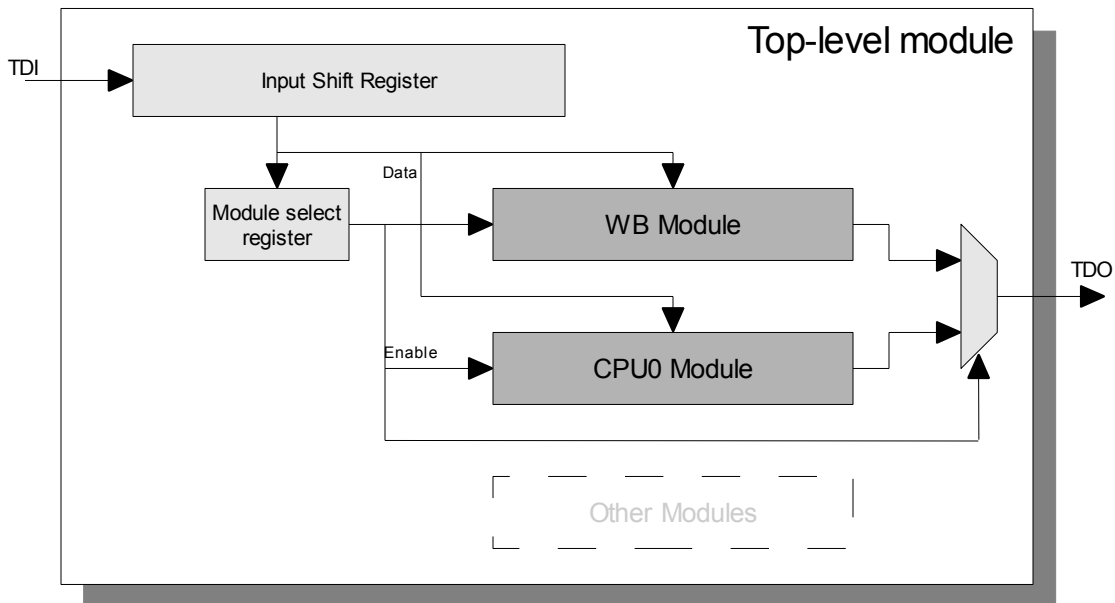 Top-level module
TDI
Input Shift Register
Data
Module select
register
WB Module
TDO
Enable
CPU0 Module
Other Modules